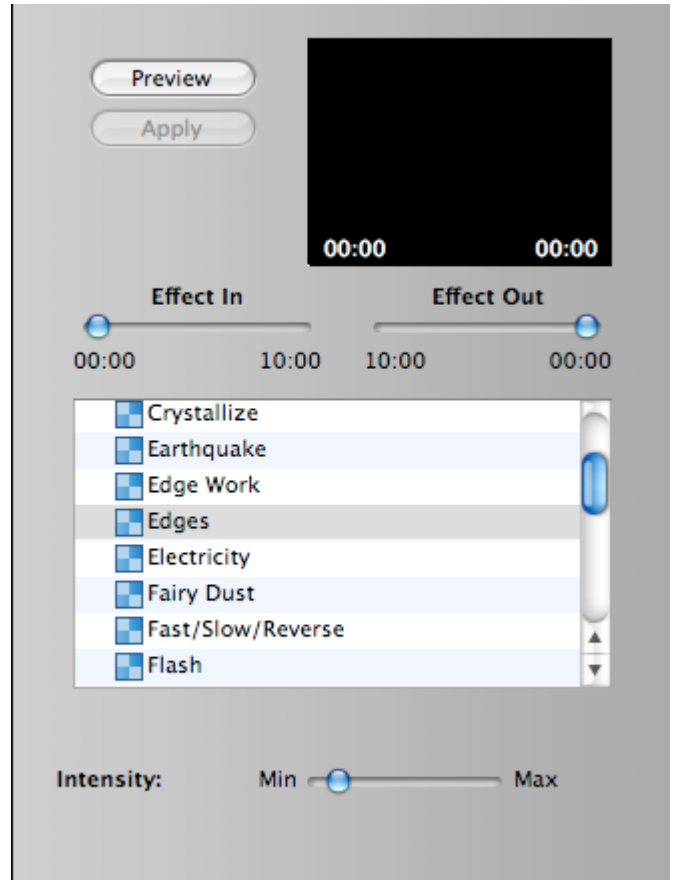 Preview
Apply
00:00 00:00
Effect In Effect Out
00:00 10:00 10:00 00:00
Crystallize
Earthquake
Edge Work
Edges
Electricity
Fairy Dust
Fast/Slow/Reverse
Flash
Intensity: Min Max